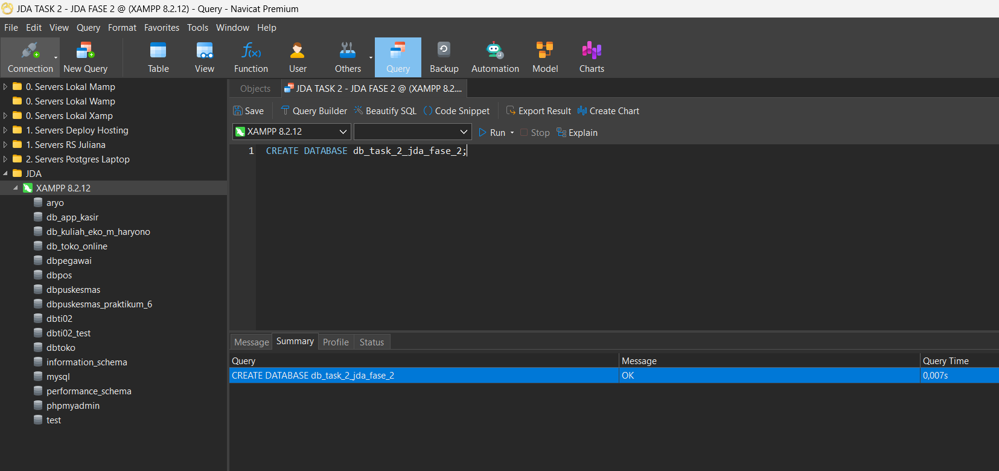 JDA TASK 2 - JDA FASE 2 @ (XAMPP 8.2.12) - Query - Navicat Premium
File Edit View Query Format Favorites Tools Window Help
Connection New Query Table View Function User Others Query Backup Automation Model Charts
0. Servers Lokal Mamp
0. Servers Lokal Wamp
0. Servers Lokal Xamp
1. Servers Deploy Hosting
1. Servers RS Juliana
2. Servers Postgres Laptop
JDA
XAMPP 8.2.12
aryo
db_app_kasir
db_kuliah_eko_m_haryono
db_toko_online
dbpegawai
dbpos
dbpuskesmas
dbpuskesmas_praktikum_6
dbti02
dbti02_test
dbtoko
information_schema
mysql
performance_schema
phpmyadmin
test
Objects JDA TASK 2 - JDA FASE 2 @ (XAMPP 8.2....
Save Query Builder Beautify SQL () Code Snippet Export Result Create Chart
XAMPP 8.2.12 Run Stop Explain
1 CREATE DATABASE db_task_2_jda_fase_2;
Message Summary Profile Status
Query Message Query Time
CREATE DATABASE db_task_2_jda_fase_2 OK 0,007s